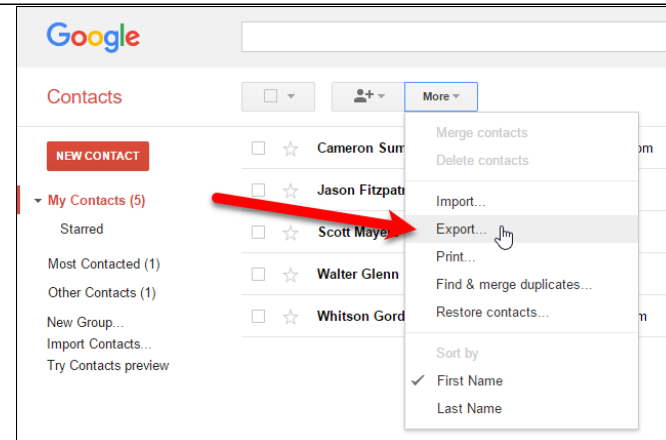 Google
Contacts
More
NEW CONTACT
My Contacts (5)
Starred
Most Contacted (1)
Other Contacts (1)
New Group...
Import Contacts...
Try Contacts preview
Cameron Sum
om
Jason Fitzpatr
Scott Maye
Walter Glenn
Whitson Gord
m
Merge contacts
Delete contacts
Import...
Export...
Print...
Find & merge duplicates...
Restore contacts...
Sort by
First Name
Last Name